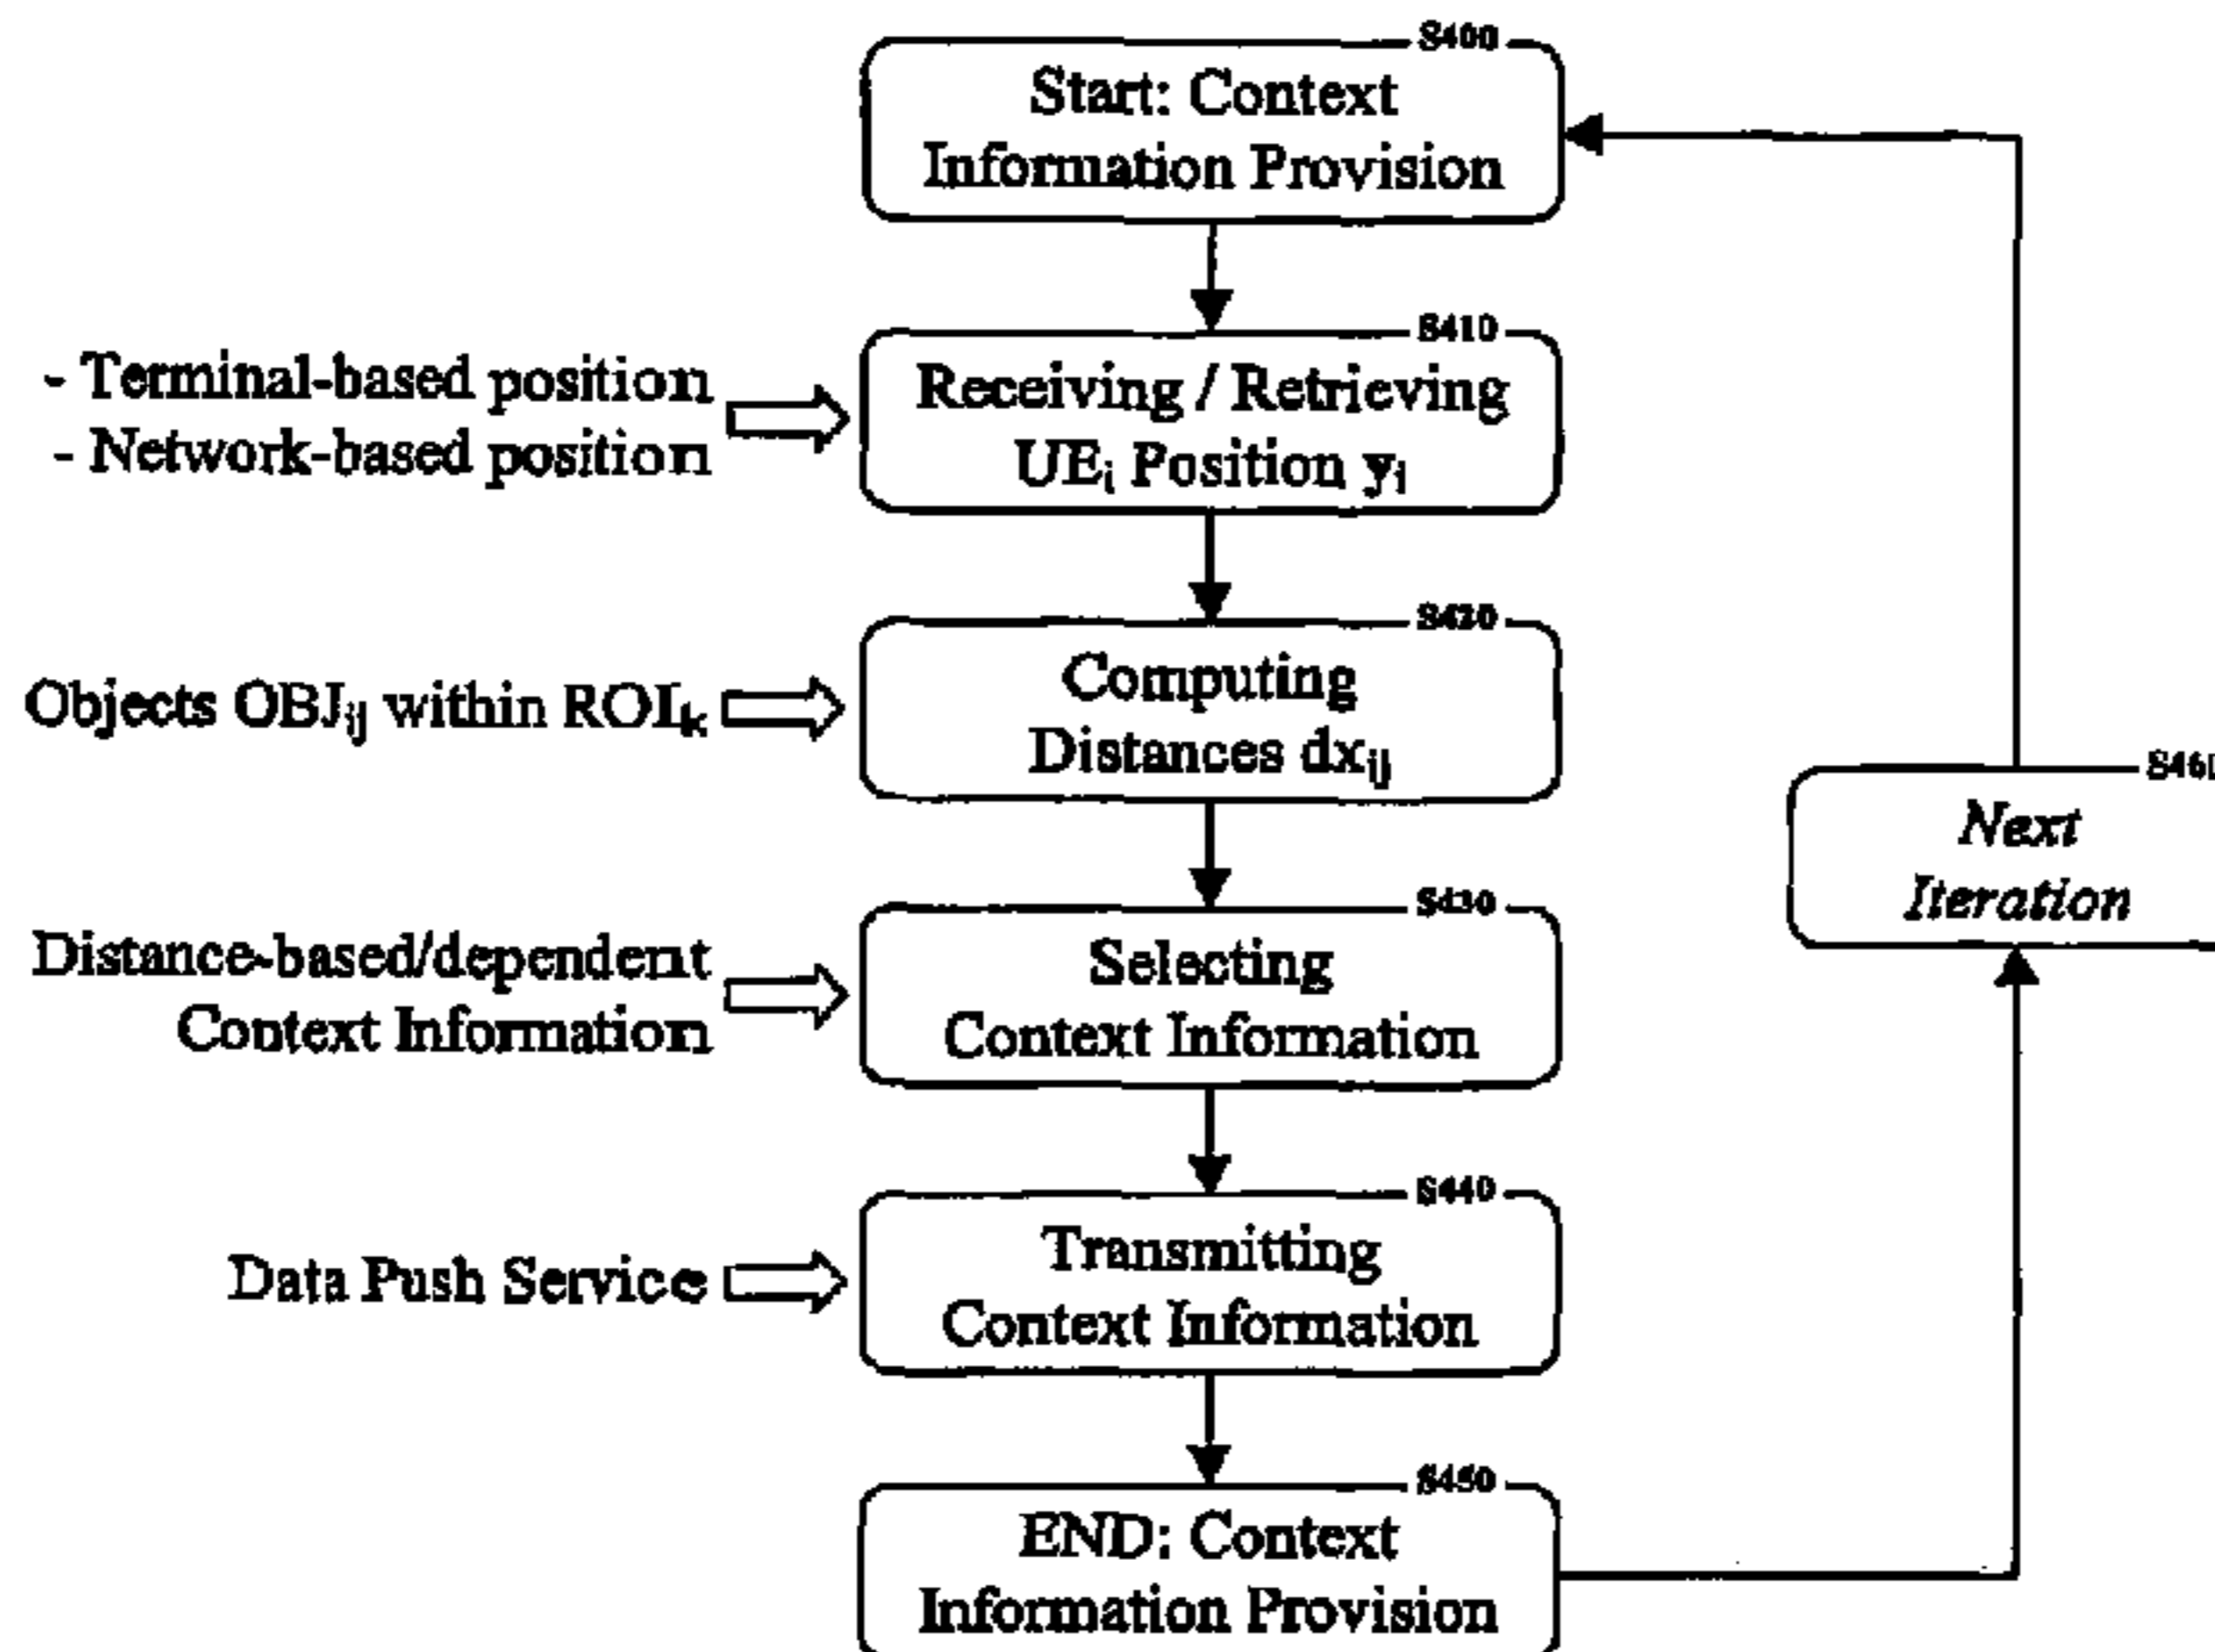 S400
Start: Context
Information Provision
S410
- Terminal-based position
- Network-based position
Receiving / Retrieving
UEᵢ Position yᵢ
S420
Objects OBJᵢⱼ within ROIₖ
Computing
Distances dxᵢⱼ
S430
Distance-based/dependent
Context Information
Selecting
Context Information
S460
Next
Iteration
S440
Data Push Service
Transmitting
Context Information
S450
END: Context
Information Provision